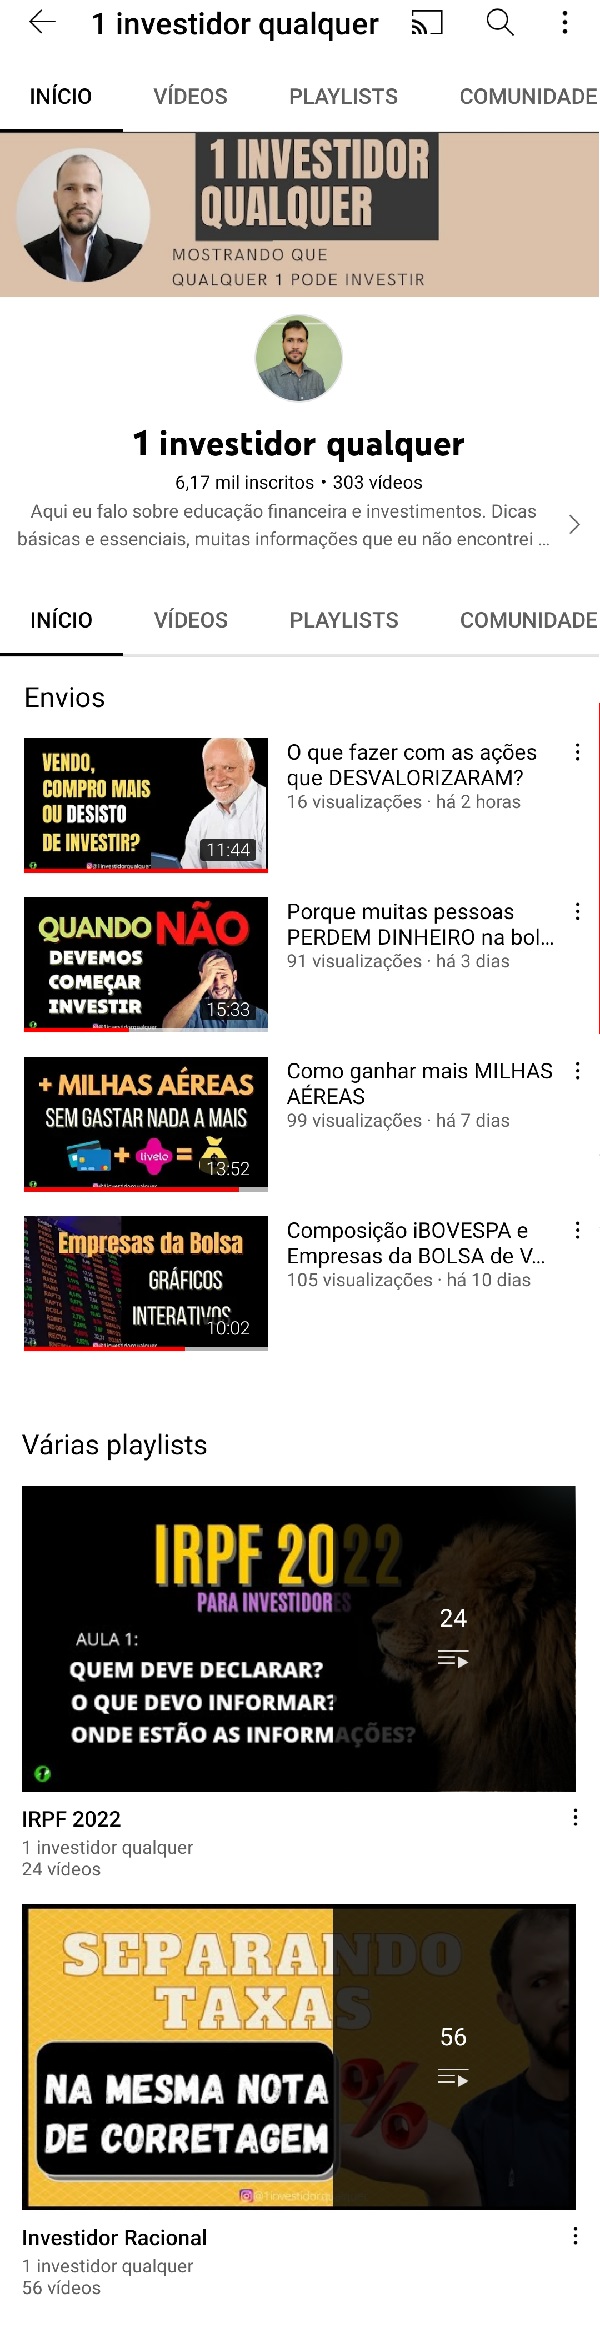 1 investidor qualquer
INÍCIO VÍDEOS PLAYLISTS COMUNIDADE
1 INVESTIDOR
QUALQUER
MOSTRANDO QUE
QUALQUER 1 PODE INVESTIR
1 investidor qualquer
6,17 mil inscritos • 303 vídeos
Aqui eu falo sobre educação financeira e investimentos. Dicas
básicas e essenciais, muitas informações que eu não encontrei ...
INÍCIO VÍDEOS PLAYLISTS COMUNIDADE
Envios
VENDO,
COMPRO MAIS
OU DESISTO
DE INVESTIR?
11:44
@1investidorqualquer
O que fazer com as ações
que DESVALORIZARAM?
16 visualizações · há 2 horas
QUANDO NÃO
DEVEMOS
COMEÇAR
INVESTIR
15:33
@1investidorqualquer
Porque muitas pessoas
PERDEM DINHEIRO na bol...
91 visualizações · há 3 dias
+ MILHAS AÉREAS
SEM GASTAR NADA A MAIS
+ livelo =
13:52
Como ganhar mais MILHAS
AÉREAS
99 visualizações · há 7 dias
Empresas da Bolsa
GRÁFICOS
INTERATIVOS
10:02
Composição iBOVESPA e
Empresas da BOLSA de V...
105 visualizações · há 10 dias
Várias playlists
IRPF 2022
PARA INVESTIDORES
AULA 1:
QUEM DEVE DECLARAR?
O QUE DEVO INFORMAR?
ONDE ESTÃO AS INFORMAÇÕES?
24
IRPF 2022
1 investidor qualquer
24 vídeos
SEPARANDO
TAXAS
NA MESMA NOTA
DE CORRETAGEM
%
56
@1investidorqualquer
Investidor Racional
1 investidor qualquer
56 vídeos